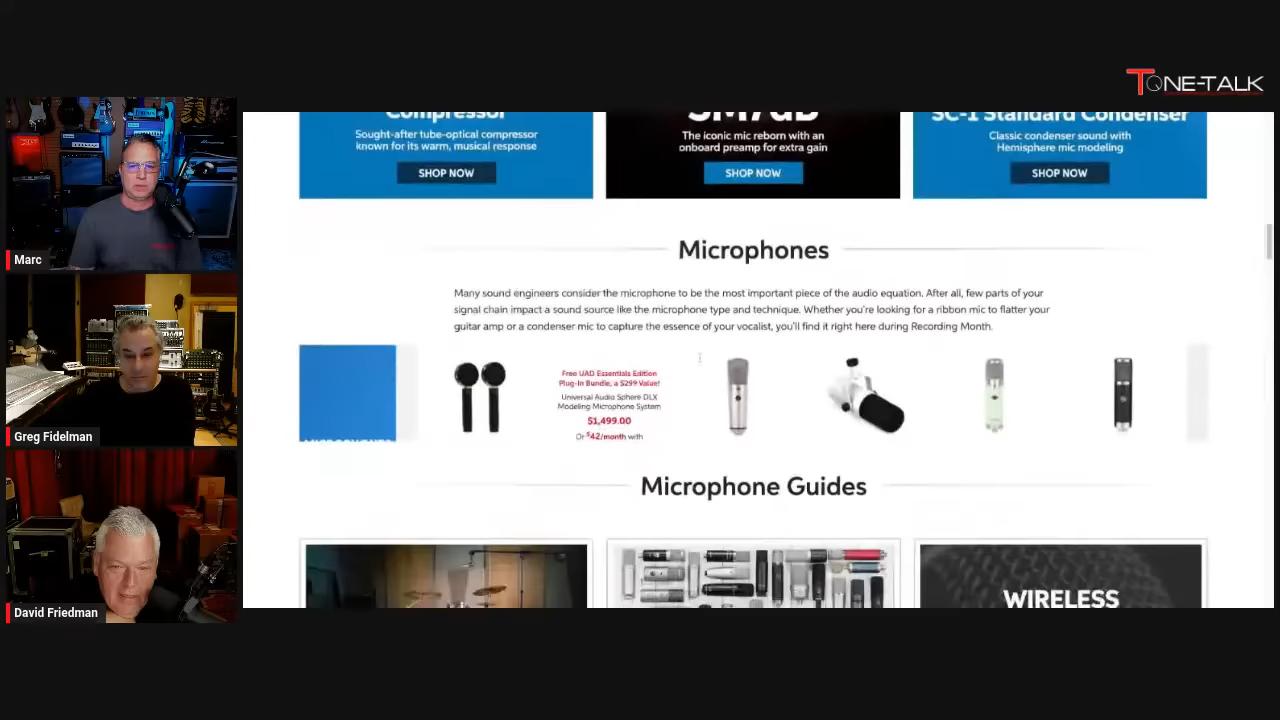 TONE-TALK
Marc
Greg Fidelman
David Friedman
Compressor
Sought-after tube-optical compressor
known for its warm, musical response
SHOP NOW
SM7dB
The iconic mic reborn with an
onboard preamp for extra gain
SHOP NOW
SC-1 Standard Condenser
Classic condenser sound with
Hemisphere mic modeling
SHOP NOW
Microphones
Many sound engineers consider the microphone to be the most important piece of the audio equation. After all, few parts of your
signal chain impact a sound source like the microphone type and technique. Whether you're looking for a ribbon mic to flatter your
guitar amp or a condenser mic to capture the essence of your vocalist, you'll find it right here during Recording Month.
Free UAD Essentials Edition
Plug-In Bundle, a $299 Value!
Universal Audio Sphere DLX
Modeling Microphone System
$1,499.00
Or $42/month with
Microphone Guides
WIRELESS